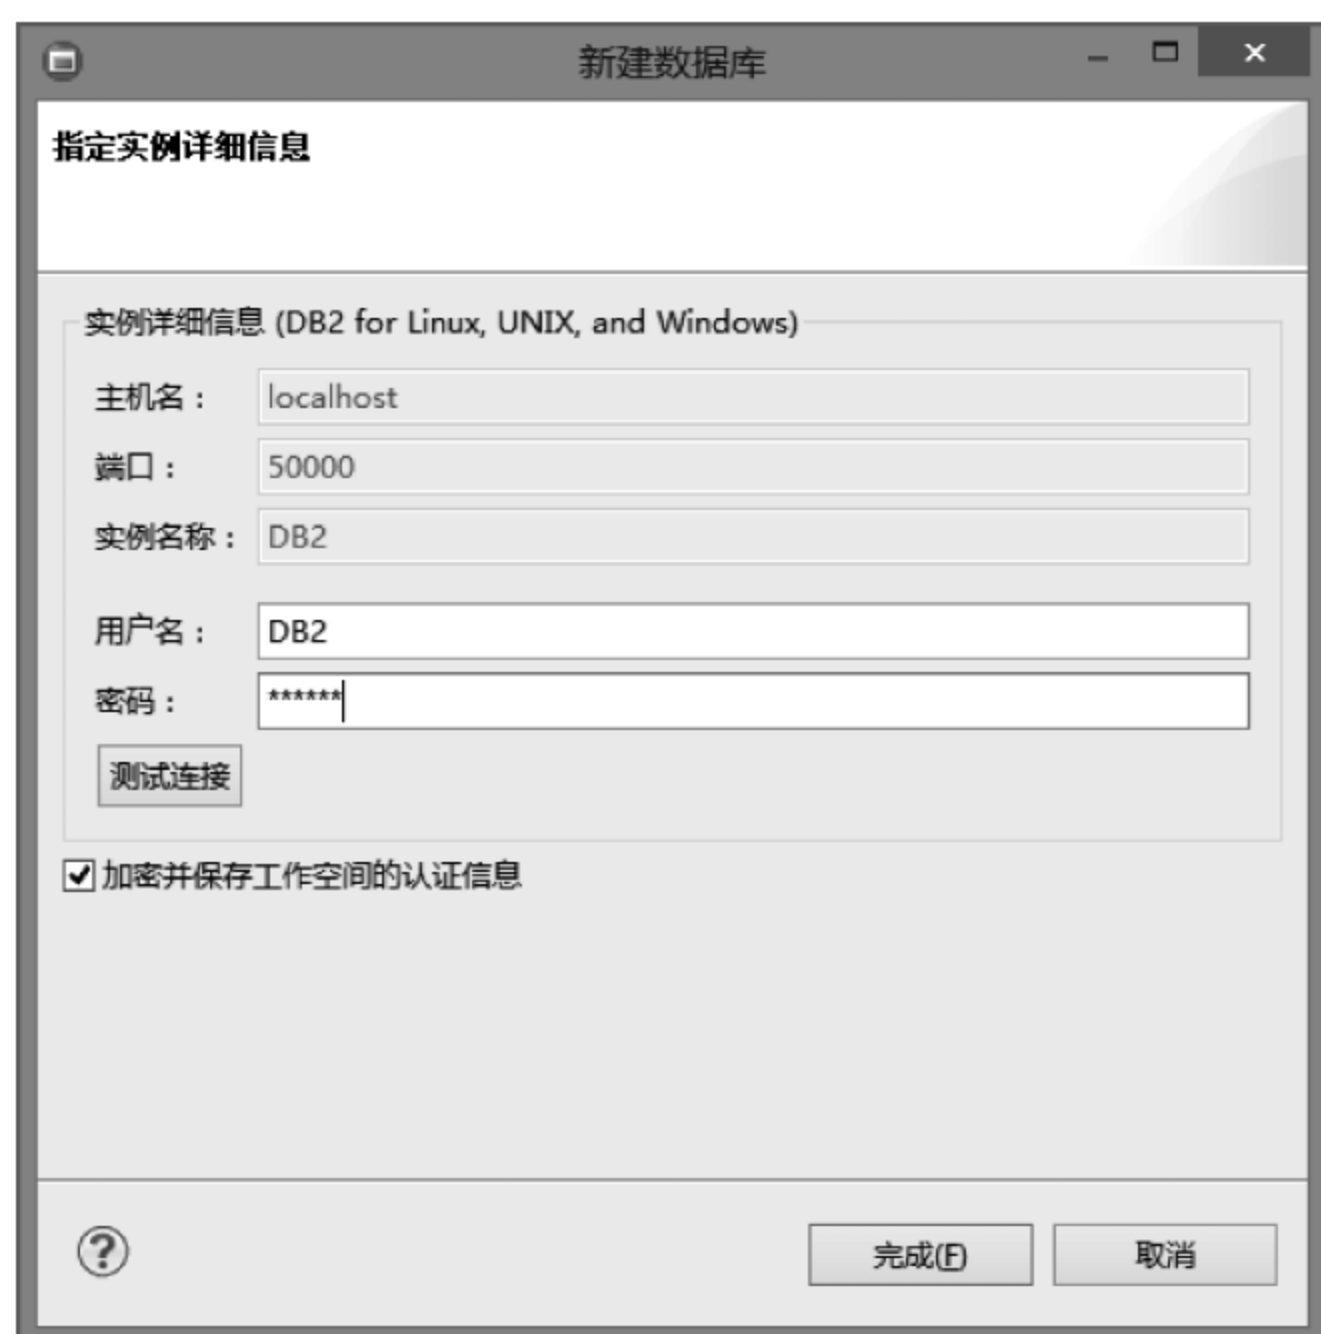 新建数据库
指定实例详细信息
实例详细信息 (DB2 for Linux, UNIX, and Windows)
主机名：localhost
端口：50000
实例名称：DB2
用户名：DB2
密码：******
测试连接
加密并保存工作空间的认证信息
完成(F) 取消